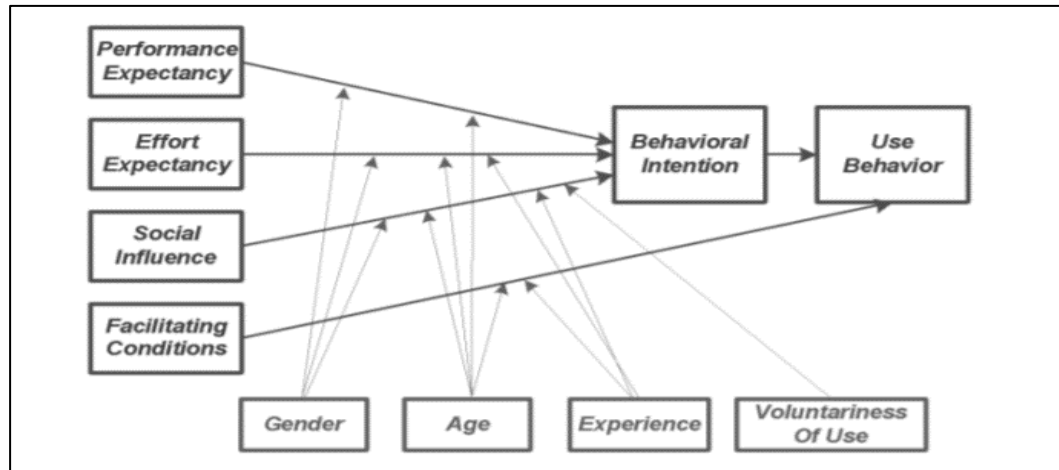 Performance
Expectancy
Effort
Expectancy
Behavioral
Intention
Use
Behavior
Social
Influence
Facilitating
Conditions
Gender
Age
Experience
Voluntariness
Of Use